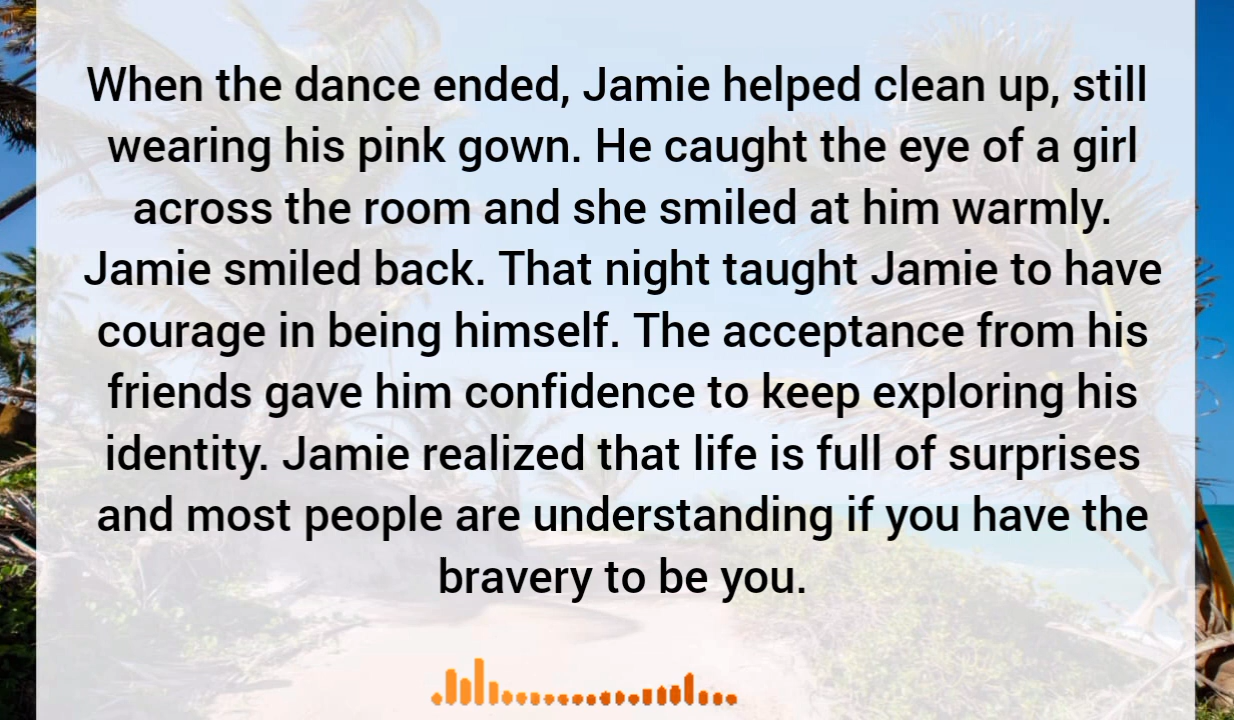 When the dance ended, Jamie helped clean up, still
wearing his pink gown. He caught the eye of a girl
across the room and she smiled at him warmly.
Jamie smiled back. That night taught Jamie to have
courage in being himself. The acceptance from his
friends gave him confidence to keep exploring his
identity. Jamie realized that life is full of surprises
and most people are understanding if you have the
bravery to be you.